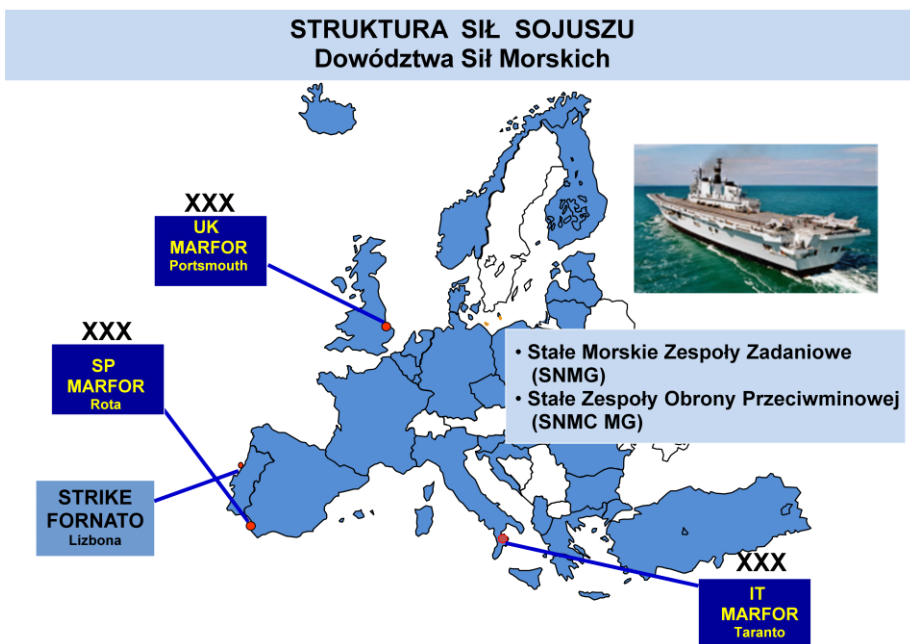 STRUKTURA SIŁ SOJUSZU
Dowództwa Sił Morskich
XXX
UK
MARFOR
Portsmouth
XXX
SP
MARFOR
Rota
• Stałe Morskie Zespoły Zadaniowe
(SNMG)
• Stałe Zespoły Obrony Przeciwminowej
(SNMC MG)
STRIKE
FORNATO
Lizbona
XXX
IT
MARFOR
Taranto